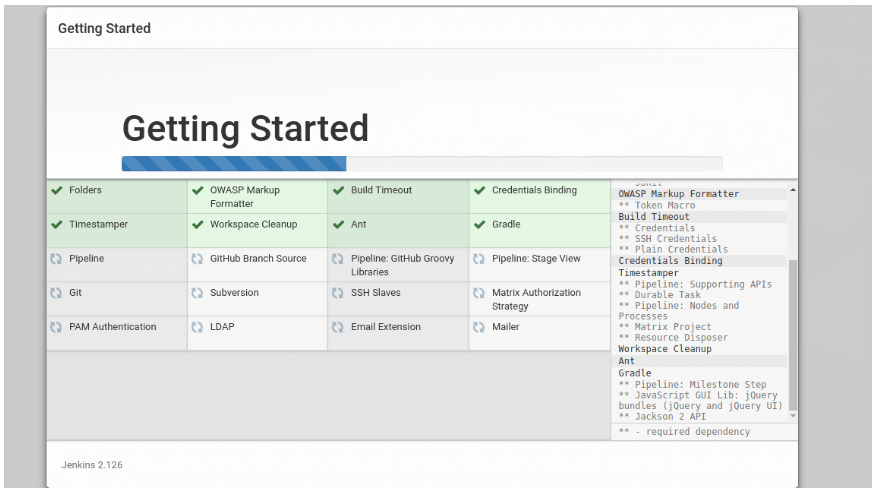 Getting Started
Getting Started
Folders
OWASP Markup
Formatter
Build Timeout
Credentials Binding
Timestamper
Workspace Cleanup
Ant
Gradle
Pipeline
GitHub Branch Source
Pipeline: GitHub Groovy
Libraries
Pipeline: Stage View
Git
Subversion
SSH Slaves
Matrix Authorization
Strategy
PAM Authentication
LDAP
Email Extension
Mailer
OWASP Markup Formatter
** Token Macro
Build Timeout
** Credentials
** SSH Credentials
** Plain Credentials
Credentials Binding
Timestamper
** Pipeline: Supporting APIs
** Durable Task
** Pipeline: Nodes and
Processes
** Matrix Project
** Resource Disposer
Workspace Cleanup
Ant
Gradle
** Pipeline: Milestone Step
** JavaScript GUI Lib: jQuery
bundles (jQuery and jQuery UI)
** Jackson 2 API
** - required dependency
Jenkins 2.126